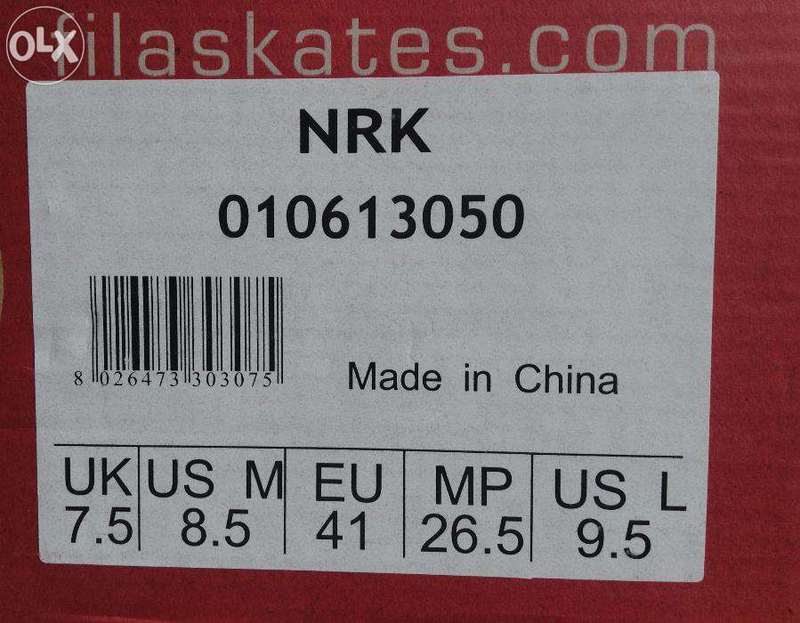 OLX
filaskates.com
NRK
010613050
8 026473 303075
Made in China
UK US M EU MP US L
7.5 8.5 41 26.5 9.5